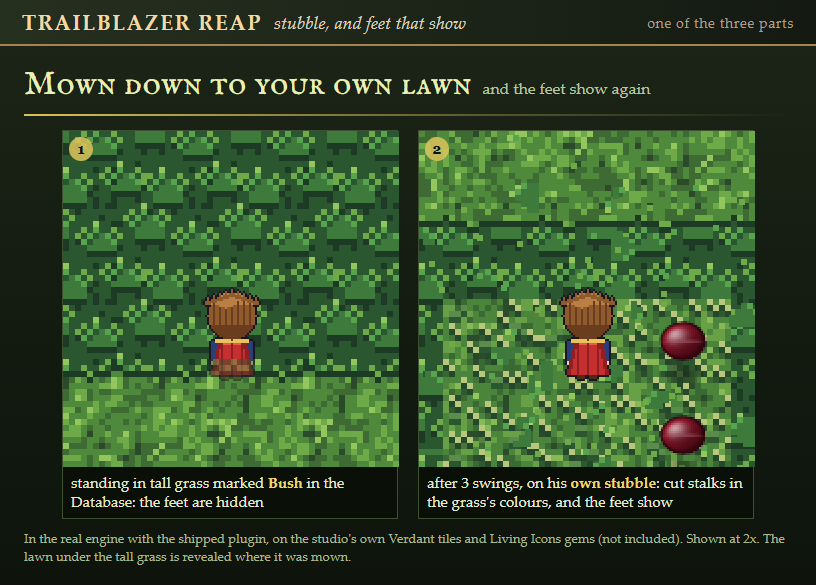 TRAILBLAZER REAP stubble, and feet that show
one of the three parts
Mown down to your own lawn and the feet show again
1
2
standing in tall grass marked Bush in the
Database: the feet are hidden
after 3 swings, on his own stubble: cut stalks in
the grass's colours, and the feet show
In the real engine with the shipped plugin, on the studio's own Verdant tiles and Living Icons gems (not included). Shown at 2x. The
lawn under the tall grass is revealed where it was mown.